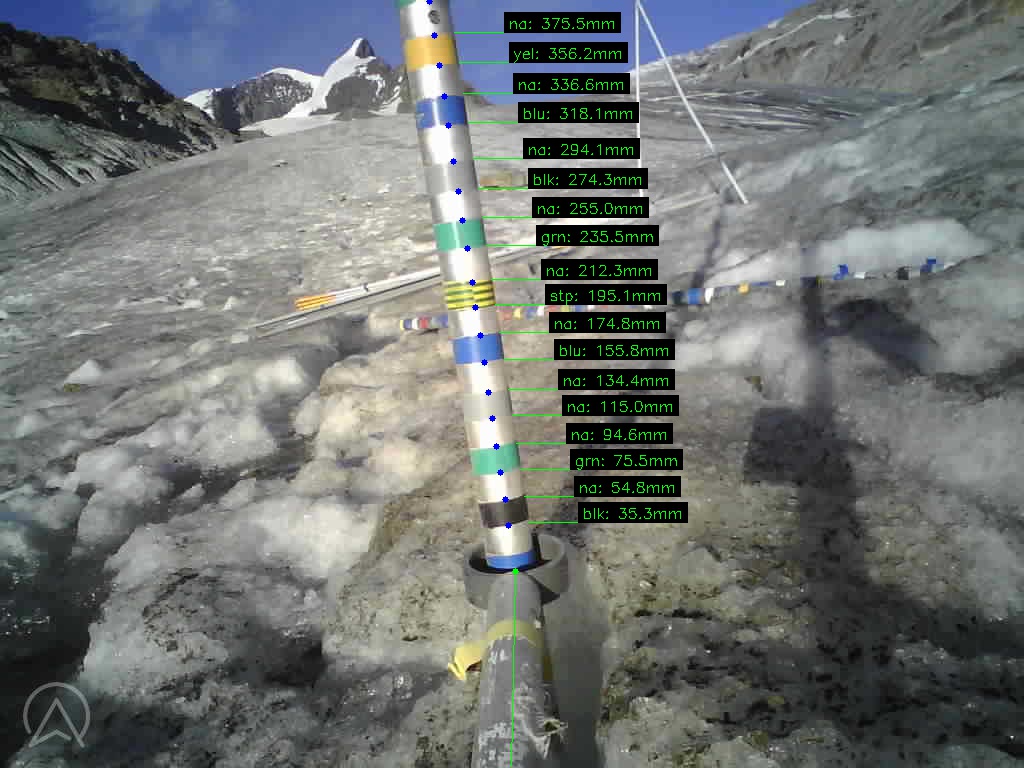 na: 375.5mm
yel: 356.2mm
na: 336.6mm
blu: 318.1mm
na: 294.1mm
blk: 274.3mm
na: 255.0mm
grn: 235.5mm
na: 212.3mm
stp: 195.1mm
na: 174.8mm
blu: 155.8mm
na: 134.4mm
na: 115.0mm
na: 94.6mm
grn: 75.5mm
na: 54.8mm
blk: 35.3mm